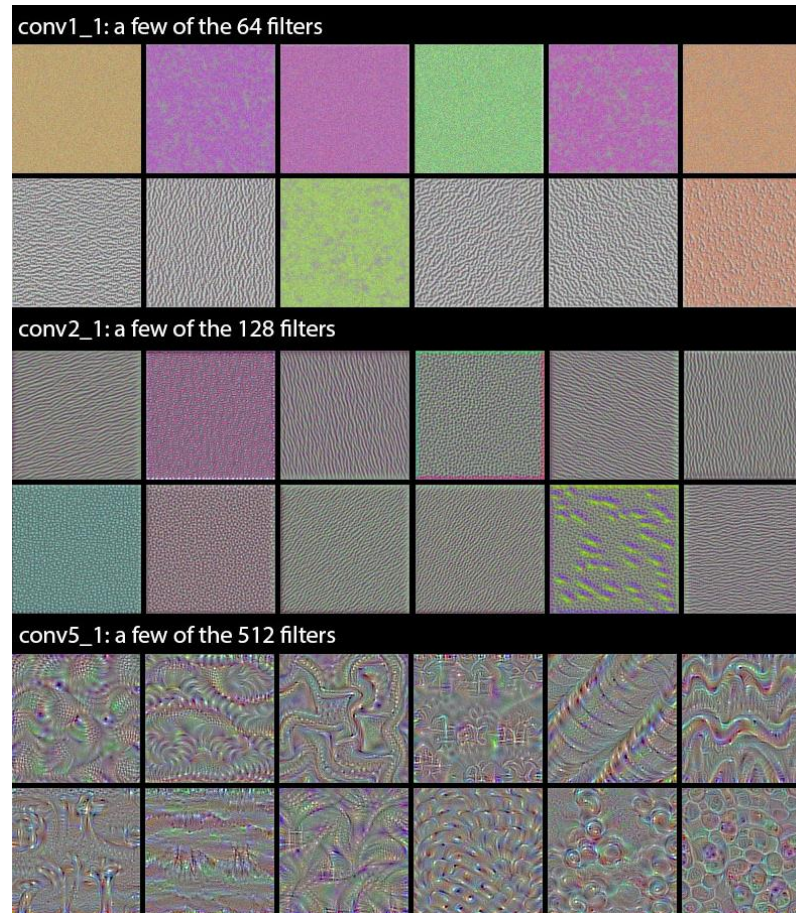 conv1_1: a few of the 64 filters
conv2_1: a few of the 128 filters
conv5_1: a few of the 512 filters